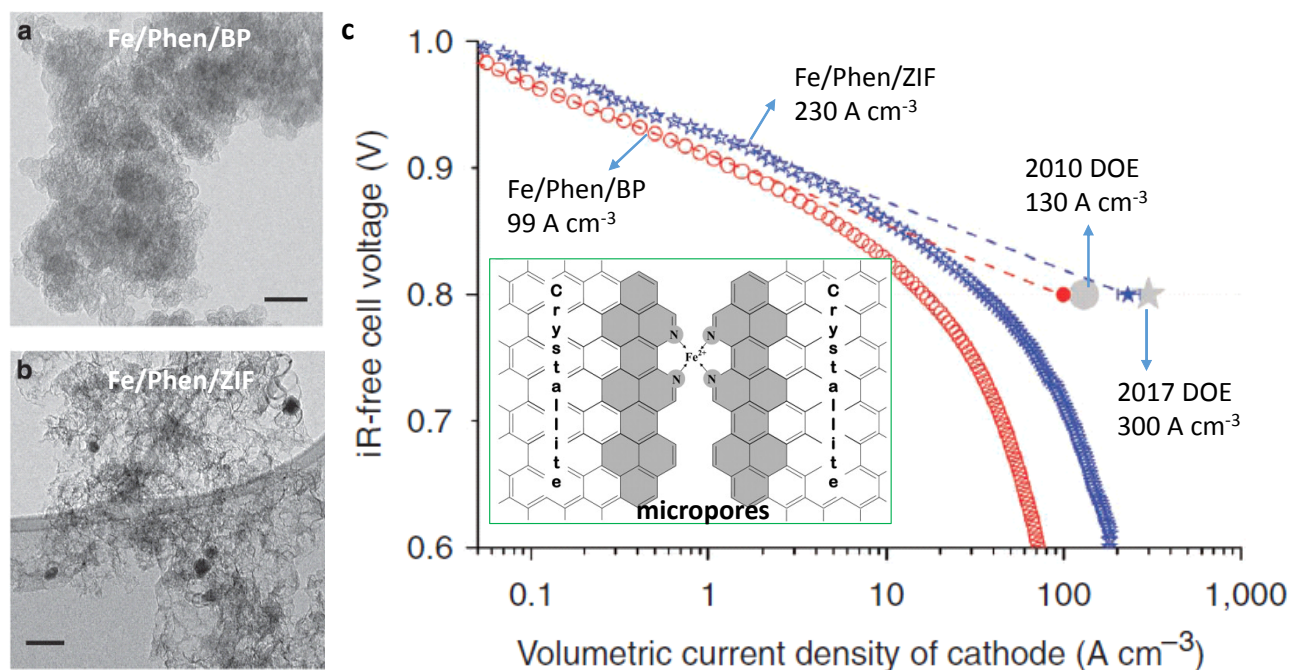 a
Fe/Phen/BP
b
Fe/Phen/ZIF
c
iR-free cell voltage (V)
1.0
0.9
0.8
0.7
0.6
Fe/Phen/ZIF
230 A cm⁻³
Fe/Phen/BP
99 A cm⁻³
2010 DOE
130 A cm⁻³
2017 DOE
300 A cm⁻³
Crystallite
N
N
Fe²⁺
N
N
Crystallite
micropores
0.1
1
10
100
1,000
Volumetric current density of cathode (A cm⁻³)